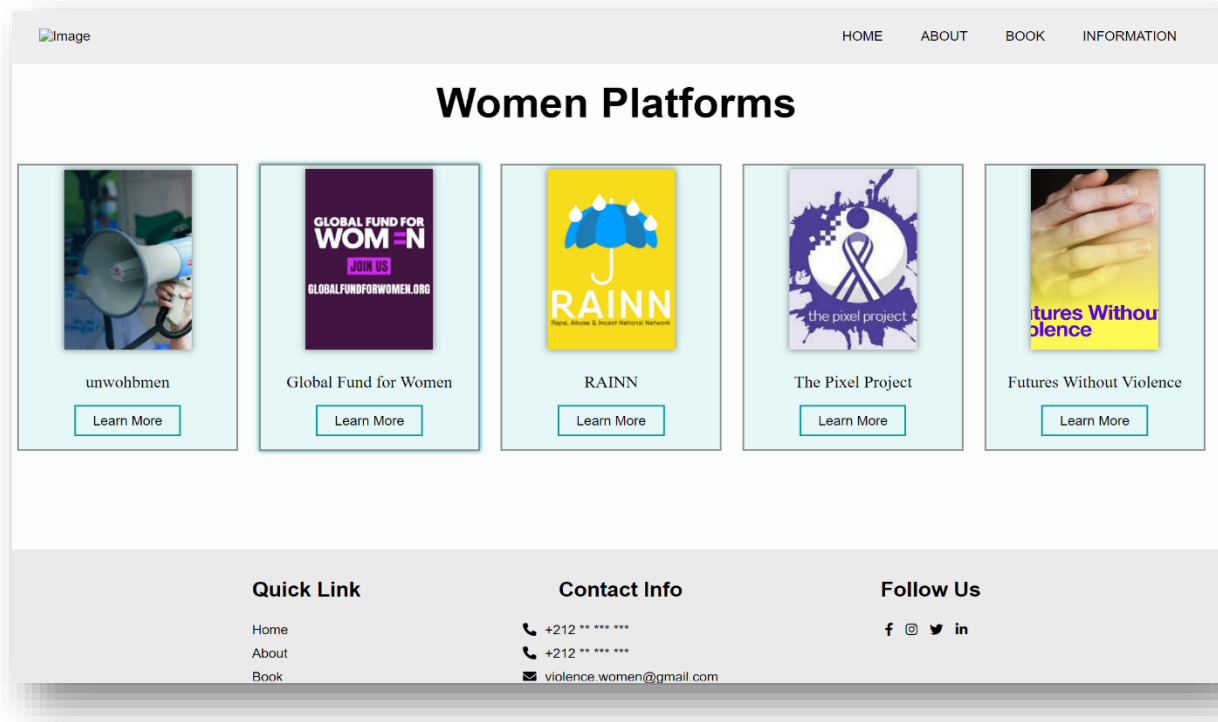 Image
HOME ABOUT BOOK INFORMATION
Women Platforms
GLOBAL FUND FOR
WOMEN
JOIN US
GLOBALFUNDFORWOMEN.ORG
RAINN
Rape, Abuse & Incest National Network
the pixel project
tures Withou
olence
unwohbmen
Global Fund for Women
RAINN
The Pixel Project
Futures Without Violence
Learn More
Learn More
Learn More
Learn More
Learn More
Quick Link
Home
About
Book
Contact Info
+212 ** *** ***
+212 ** *** ***
violence.women@gmail.com
Follow Us